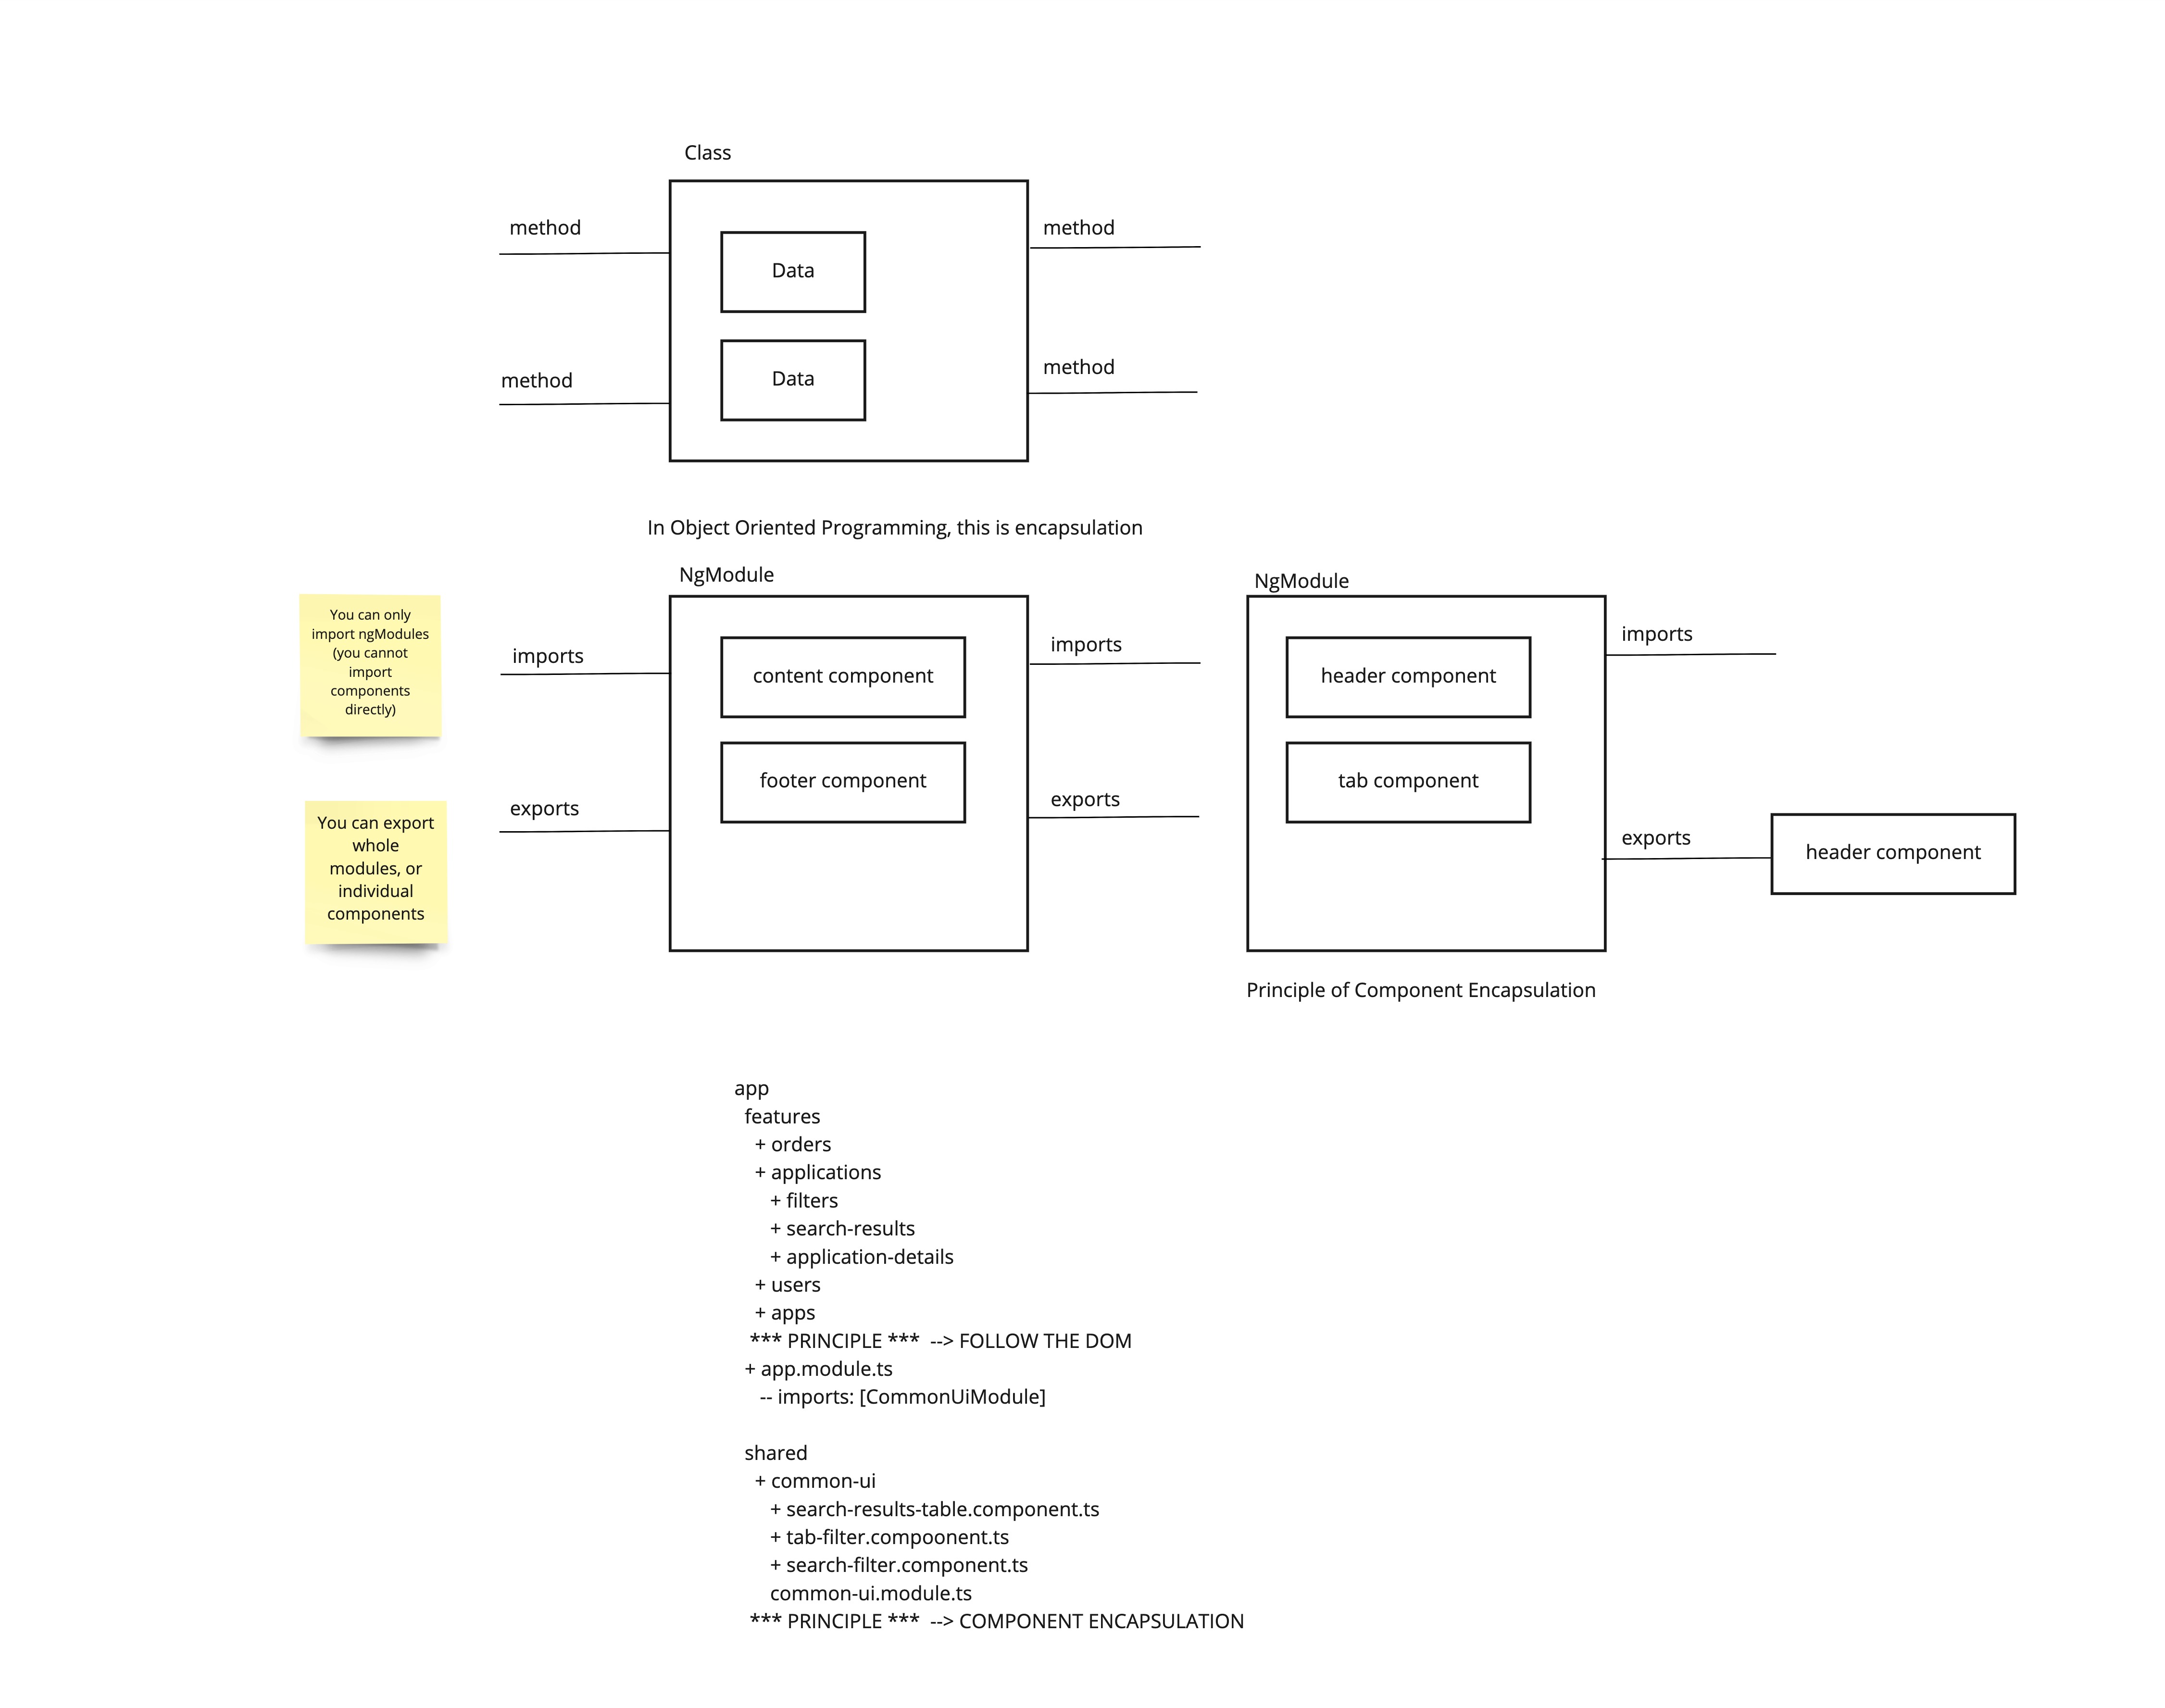 Class
method
method
Data
method
Data
method
In Object Oriented Programming, this is encapsulation
NgModule
NgModule
You can only
import ngModules
(you cannot
import
components
directly)
imports
imports
imports
content component
header component
footer component
tab component
You can export
whole
modules, or
individual
components
exports
exports
exports
header component
Principle of Component Encapsulation
app
features
+ orders
+ applications
+ filters
+ search-results
+ application-details
+ users
+ apps
*** PRINCIPLE *** --> FOLLOW THE DOM
+ app.module.ts
-- imports: [CommonUiModule]
shared
+ common-ui
+ search-results-table.component.ts
+ tab-filter.compoonent.ts
+ search-filter.component.ts
common-ui.module.ts
*** PRINCIPLE *** --> COMPONENT ENCAPSULATION